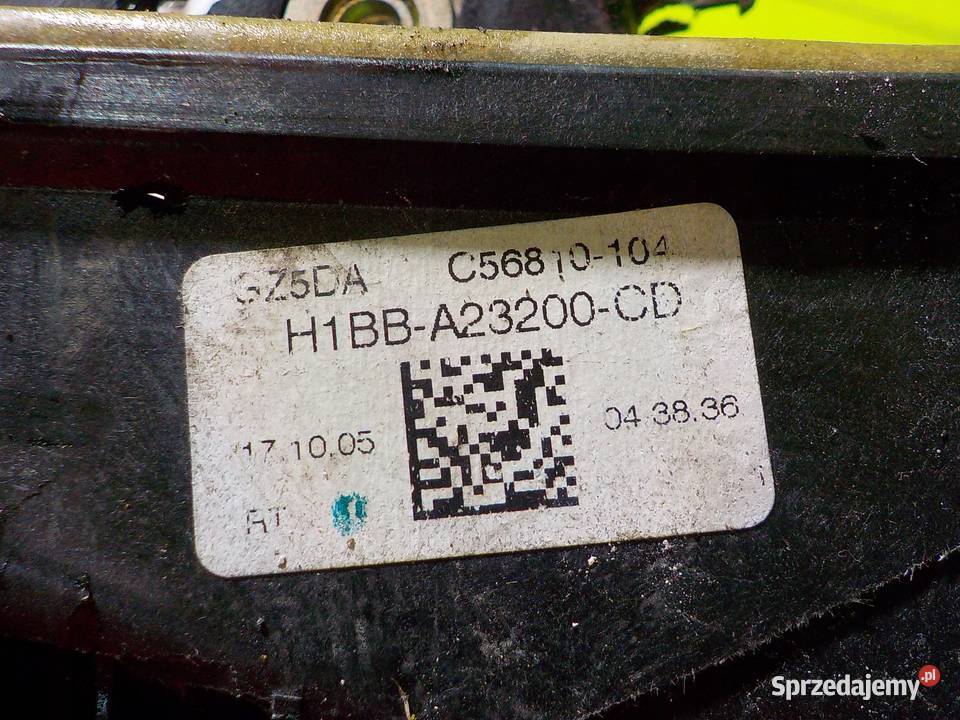 GZ5DA C56810-104
H1BB-A23200-CD
17.10.05 04.38.36
RT
Sprzedajemy.pl